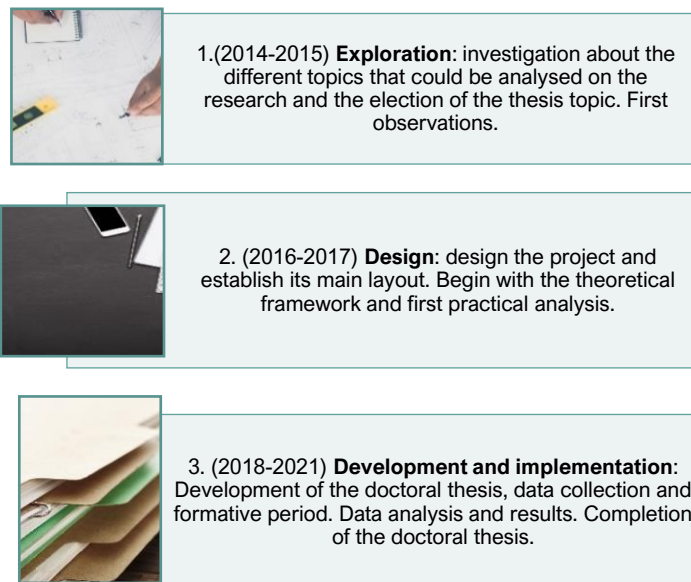 1.(2014-2015) Exploration: investigation about the
different topics that could be analysed on the
research and the election of the thesis topic. First
observations.
2. (2016-2017) Design: design the project and
establish its main layout. Begin with the theoretical
framework and first practical analysis.
3. (2018-2021) Development and implementation:
Development of the doctoral thesis, data collection and
formative period. Data analysis and results. Completion
of the doctoral thesis.